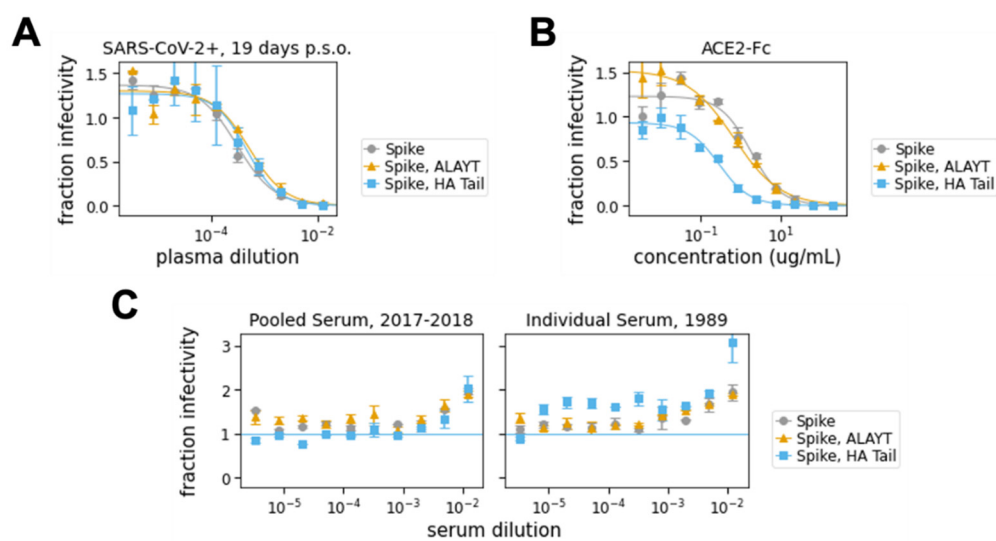 A
SARS-CoV-2+, 19 days p.s.o.
fraction infectivity
1.5
1.0
0.5
0.0
10⁻⁴
10⁻²
plasma dilution
Spike
Spike, ALAYT
Spike, HA Tail
B
ACE2-Fc
fraction infectivity
1.5
1.0
0.5
0.0
10⁻¹
10¹
concentration (ug/mL)
Spike
Spike, ALAYT
Spike, HA Tail
C
Pooled Serum, 2017-2018
Individual Serum, 1989
fraction infectivity
3
2
1
0
10⁻⁵
10⁻⁴
10⁻³
10⁻²
10⁻⁵
10⁻⁴
10⁻³
10⁻²
serum dilution
Spike
Spike, ALAYT
Spike, HA Tail